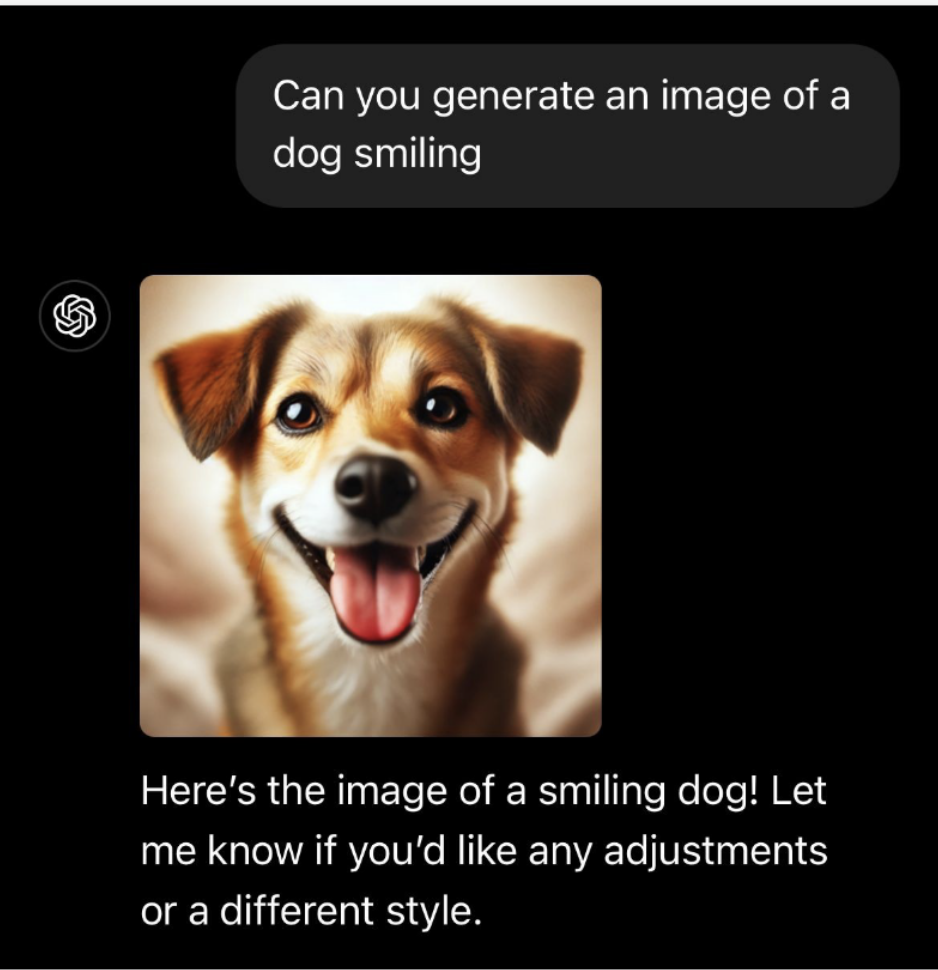 Can you generate an image of a
dog smiling
Here’s the image of a smiling dog! Let
me know if you’d like any adjustments
or a different style.